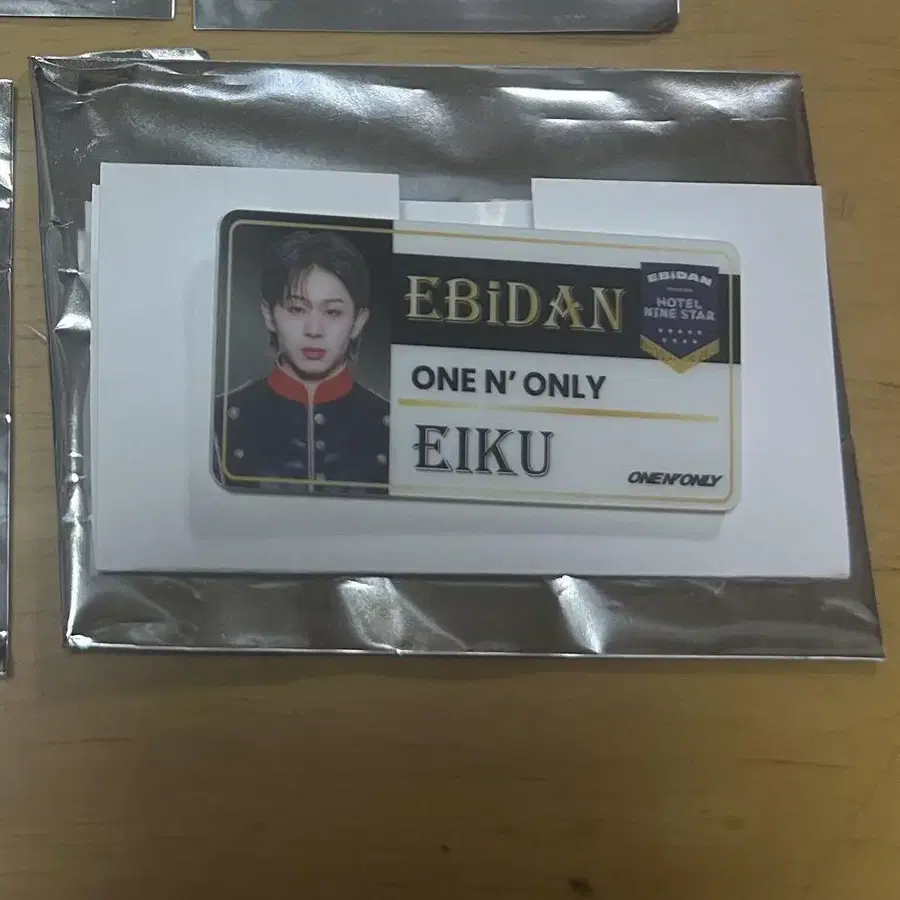 EBiDAN
EBiDAN
HOTEL
NINE STAR
ONE N' ONLY
EIKU
ONE N' ONLY